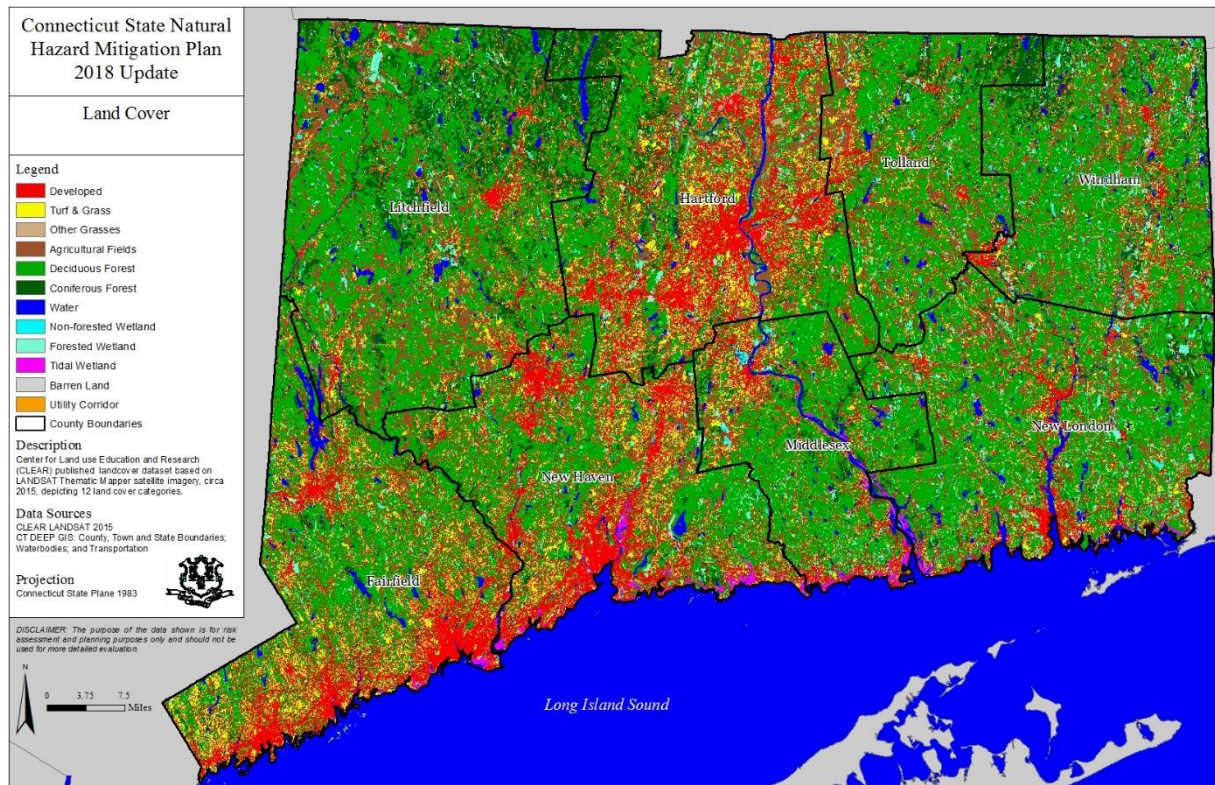 Connecticut State Natural
Hazard Mitigation Plan
2018 Update
Land Cover
Legend
Developed
Turf & Grass
Other Grasses
Agricultural Fields
Deciduous Forest
Coniferous Forest
Water
Non-forested Wetland
Forested Wetland
Tidal Wetland
Barren Land
Utility Corridor
County Boundaries
Description
Center for Land use Education and Research
(CLEAR) published landcover dataset based on
LANDSAT Thematic Mapper satellite imagery, circa
2015, depicting 12 land cover categories.
Data Sources
CLEAR LANDSAT 2015
CT DEEP GIS: County, Town and State Boundaries;
Waterbodies; and Transportation
Projection
Connecticut State Plane 1983
DISCLAIMER: The purpose of the data shown is for risk
assessment and planning purposes only and should not be
used for more detailed evaluation.
N
0 3.75 7.5
Miles
Litchfield
Hartford
Tolland
Windham
New Haven
Middlesex
New London
Fairfield
Long Island Sound